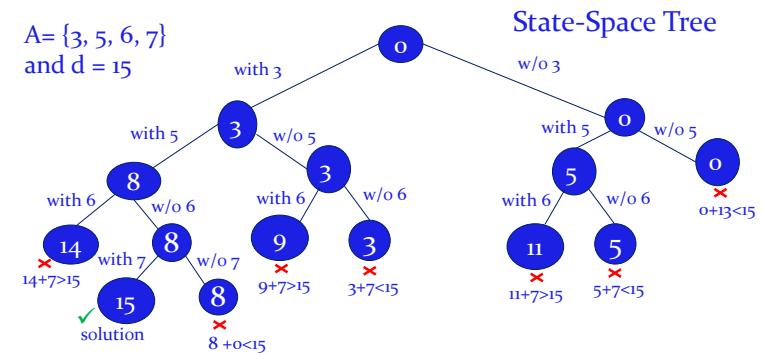 State-Space Tree
A= {3, 5, 6, 7}
and d = 15
0
with 3
w/o 3
3
0
with 5
w/o 5
with 5
w/o 5
8
3
5
0
with 6
w/o 6
with 6
w/o 6
with 6
w/o 6
0+13<15
14
8
9
3
11
5
14+7>15
with 7
w/o 7
9+7>15
3+7<15
11+7>15
5+7<15
15
8
solution
8 +0<15